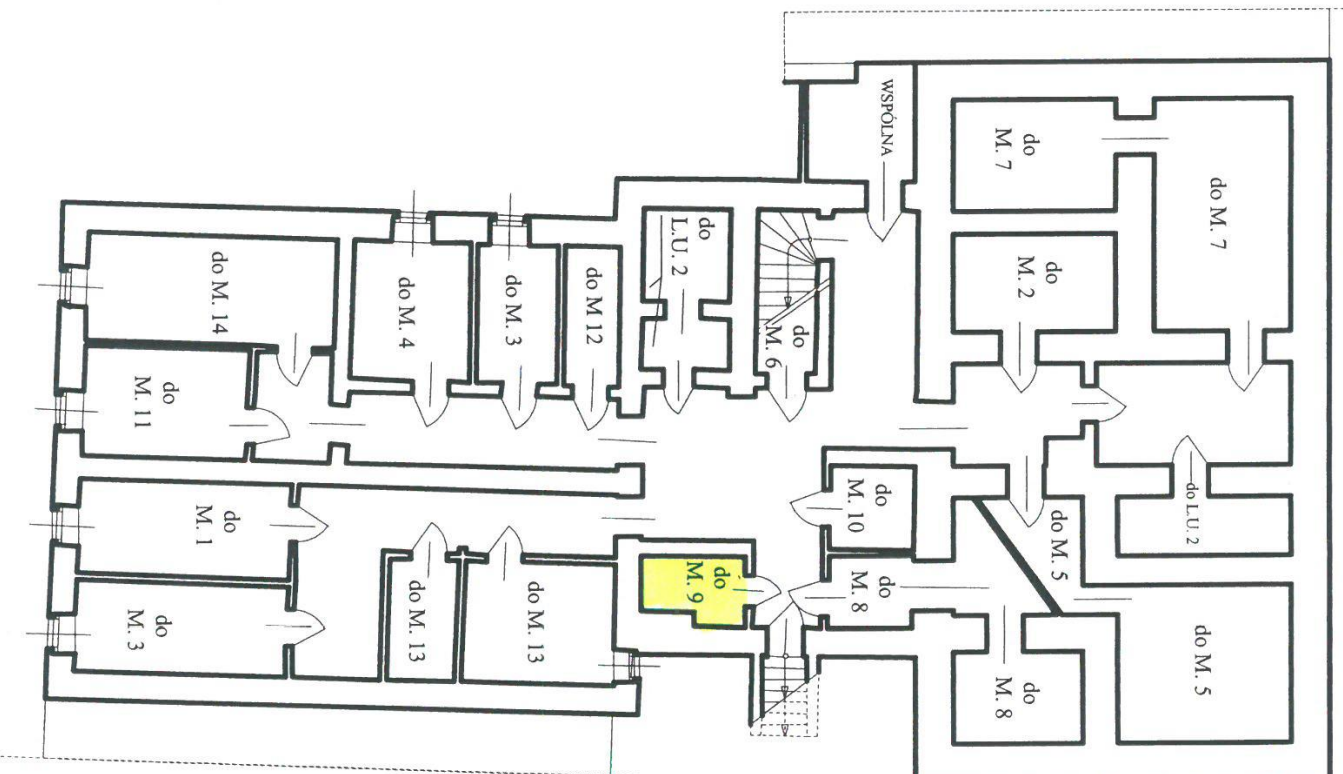 WSPÓLNA
do
M. 7
do M. 7
do
M. 2
do
L.U. 2
do
M. 6
do M. 14
do M. 4
do M. 3
do M 12
do
M. 11
do
M. 1
do
M. 3
do M. 13
do M. 13
do
M. 9
do
M. 10
do
M. 8
do M. 5
do L.U. 2
do
M. 8
do M. 5